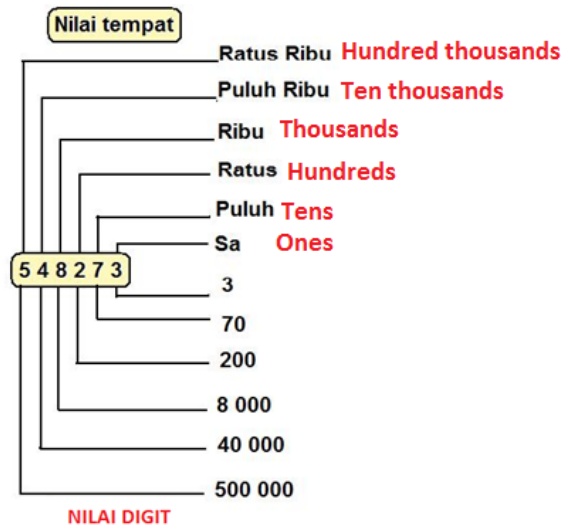 Nilai tempat
Ratus Ribu Hundred thousands
Puluh Ribu Ten thousands
Ribu Thousands
Ratus Hundreds
Puluh Tens
Sa Ones
5 4 8 2 7 3
3
70
200
8 000
40 000
500 000
NILAI DIGIT